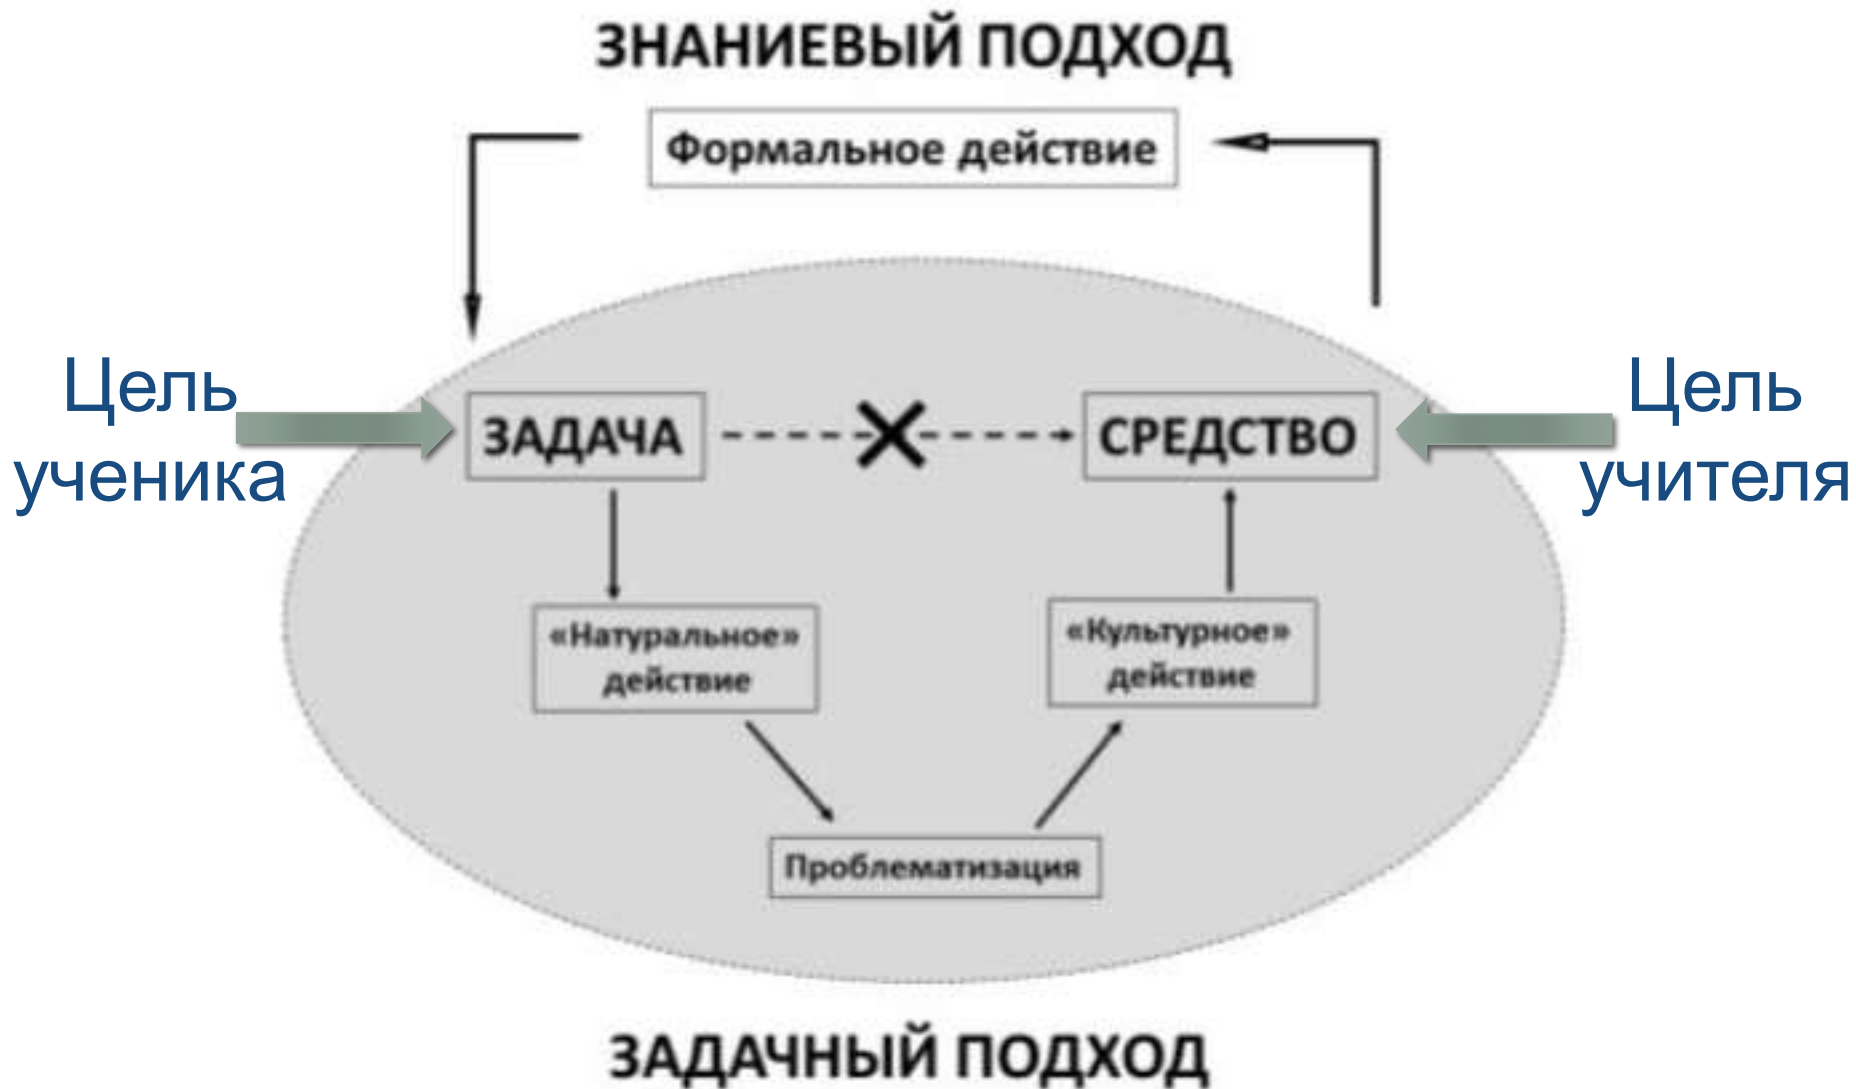 ЗНАНИЕВЫЙ ПОДХОД
Формальное действие
Цель
ученика
ЗАДАЧА
СРЕДСТВО
Цель
учителя
«Натуральное»
действие
«Культурное»
действие
Проблематизация
ЗАДАЧНЫЙ ПОДХОД